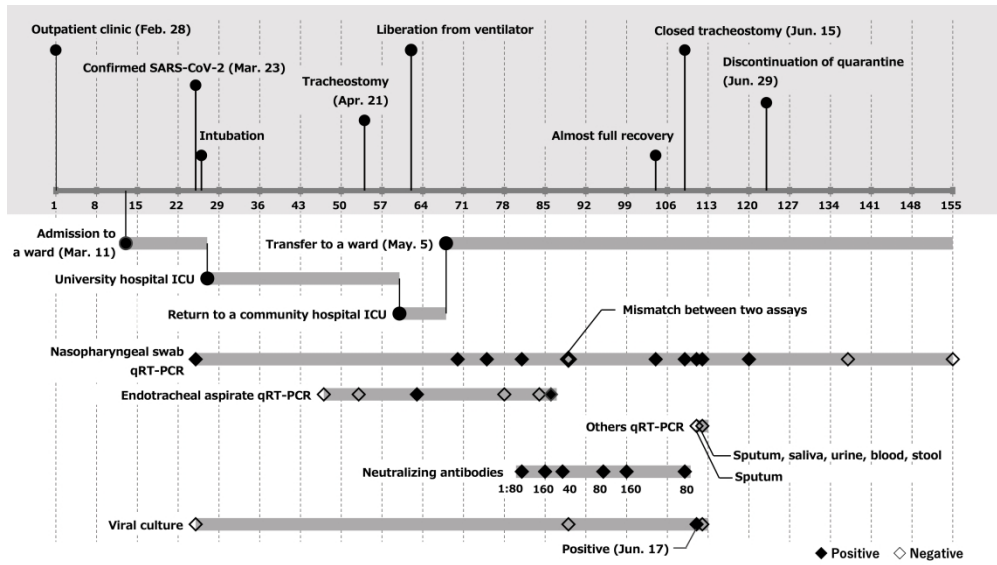 Outpatient clinic (Feb. 28)
Liberation from ventilator
Closed tracheostomy (Jun. 15)
Confirmed SARS-CoV-2 (Mar. 23)
Tracheostomy
(Apr. 21)
Discontinuation of quarantine
(Jun. 29)
Intubation
Almost full recovery
1 8 15 22 29 36 43 50 57 64 71 78 85 92 99 106 113 120 127 134 141 148 155
Admission to
a ward (Mar. 11)
Transfer to a ward (May. 5)
University hospital ICU
Return to a community hospital ICU
Mismatch between two assays
Nasopharyngeal swab
qRT-PCR
Endotracheal aspirate qRT-PCR
Others qRT-PCR
Sputum, saliva, urine, blood, stool
Sputum
Neutralizing antibodies
1:80 160 40 80 160 80
Viral culture
Positive (Jun. 17)
Positive Negative